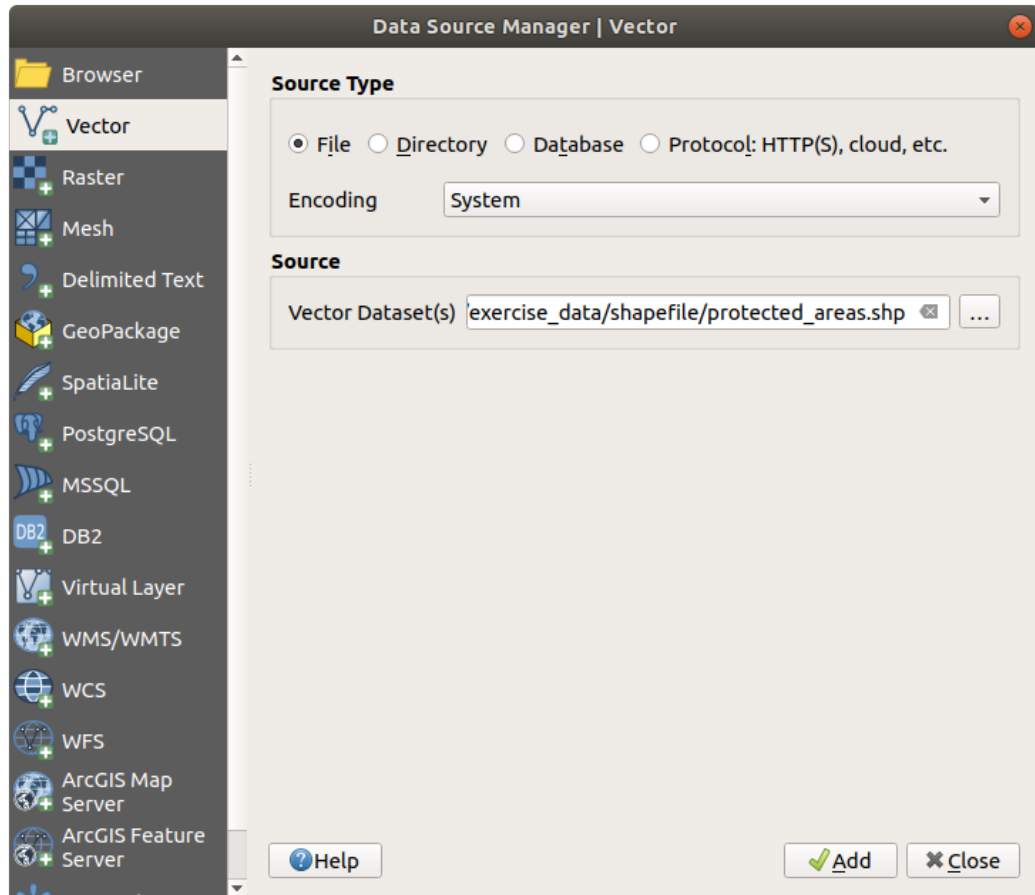 Data Source Manager | Vector
Browser
Vector
Raster
Mesh
Delimited Text
GeoPackage
SpatiaLite
PostgreSQL
MSSQL
DB2
DB2
Virtual Layer
WMS/WMTS
WCS
WFS
ArcGIS Map
Server
ArcGIS Feature
Server
Source Type
File Directory Database Protocol: HTTP(S), cloud, etc.
Encoding System
Source
Vector Dataset(s) /exercise_data/shapefile/protected_areas.shp ...
Help Add Close